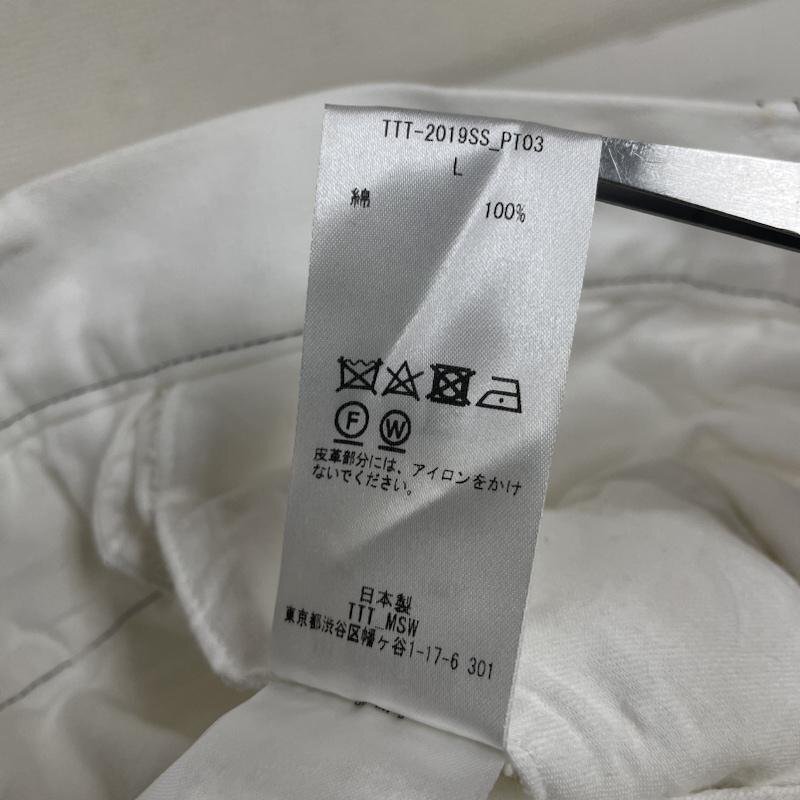 TTT-2019SS_PT03
L
綿 100%
F W
皮革部分には、アイロンをかけ
ないでください。
日本製
TTT_MSW
東京都渋谷区幡ヶ谷1-17-6 301